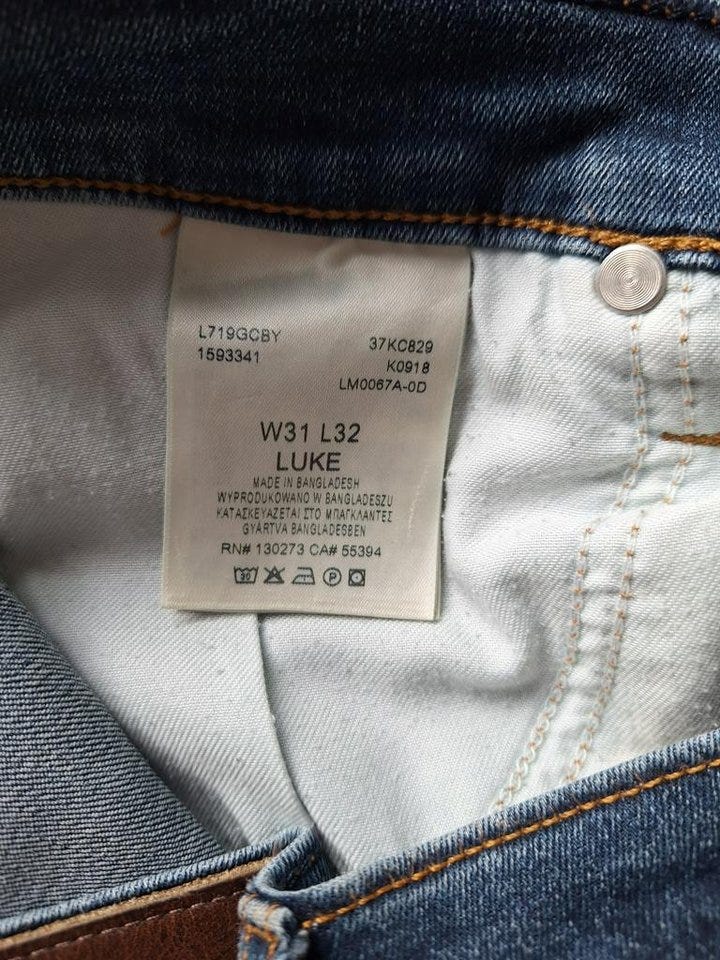 L719GCBY
1593341
37KC829
K0918
LM0067A-0D
W31 L32
LUKE
MADE IN BANGLADESH
WYPRODUKOWANO W BANGLADESZU
ΚΑΤΑΣΚΕΥΑΖΕΤΑΙ ΣΤΟ ΜΠΑΓΚΛΑΝΤΕΣ
GYÁRTVA BANGLADESBEN
RN# 130273 CA# 55394
30 P